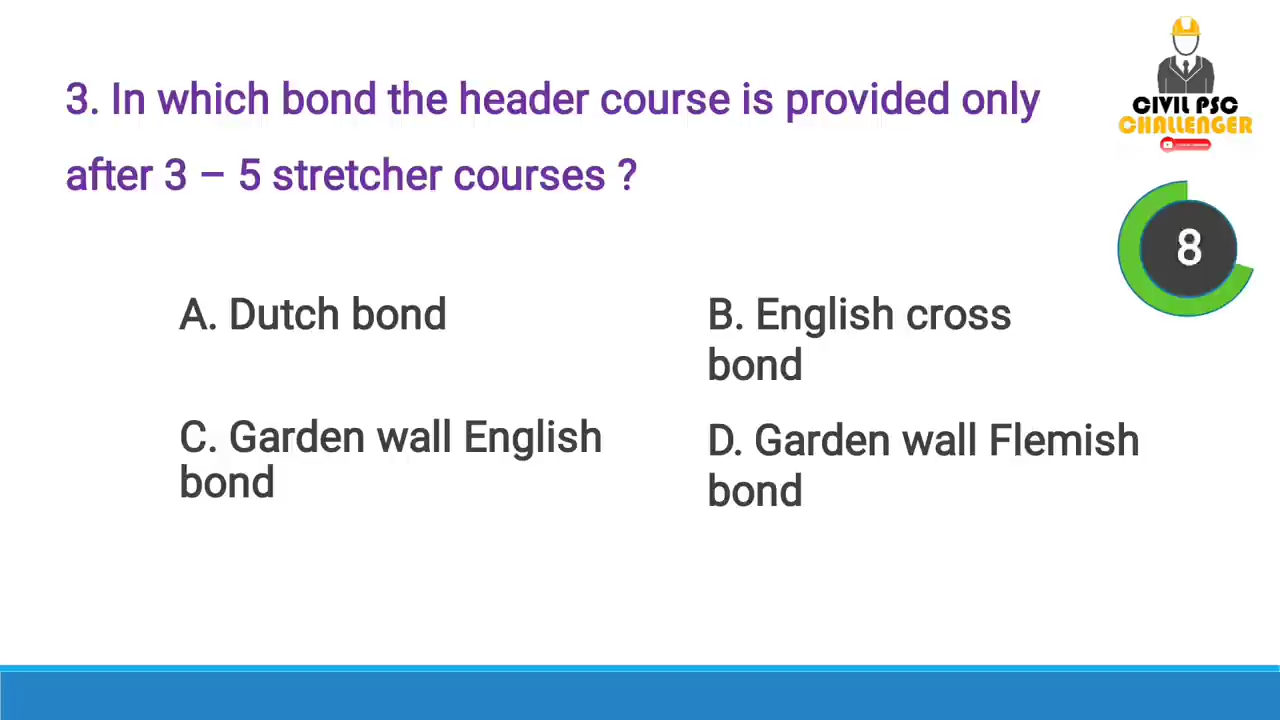 3. In which bond the header course is provided only
after 3 – 5 stretcher courses ?
CIVIL PSC
CHALLENGER
8
A. Dutch bond
B. English cross
bond
C. Garden wall English
bond
D. Garden wall Flemish
bond